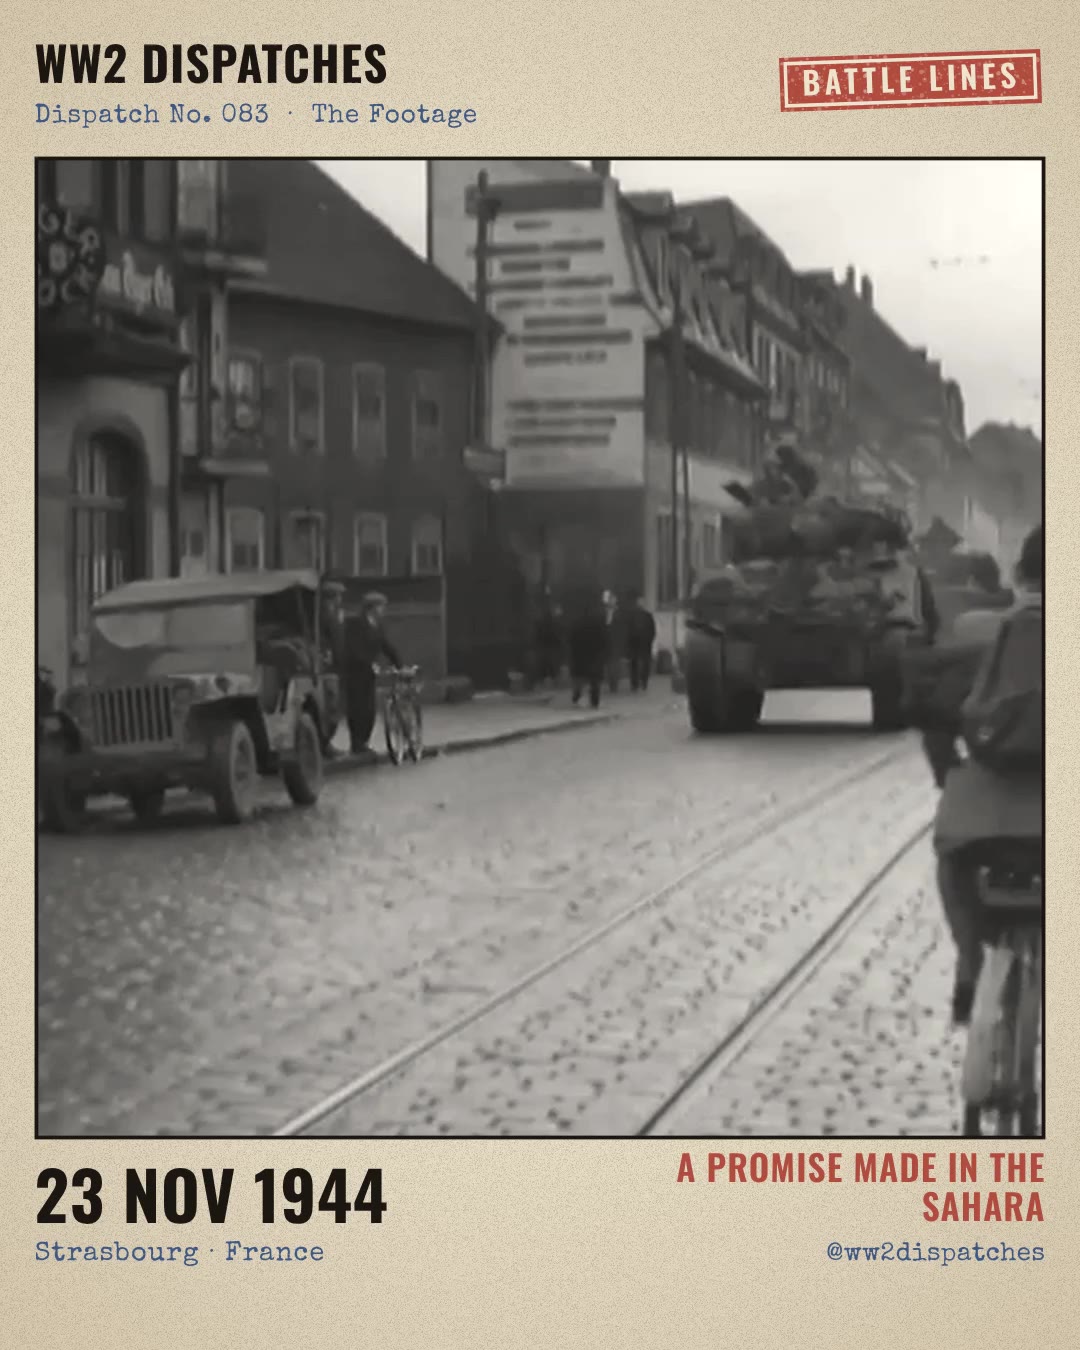 WW2 DISPATCHES
BATTLE LINES
Dispatch No. 083 · The Footage
23 NOV 1944
A PROMISE MADE IN THE
SAHARA
Strasbourg · France
@ww2dispatches